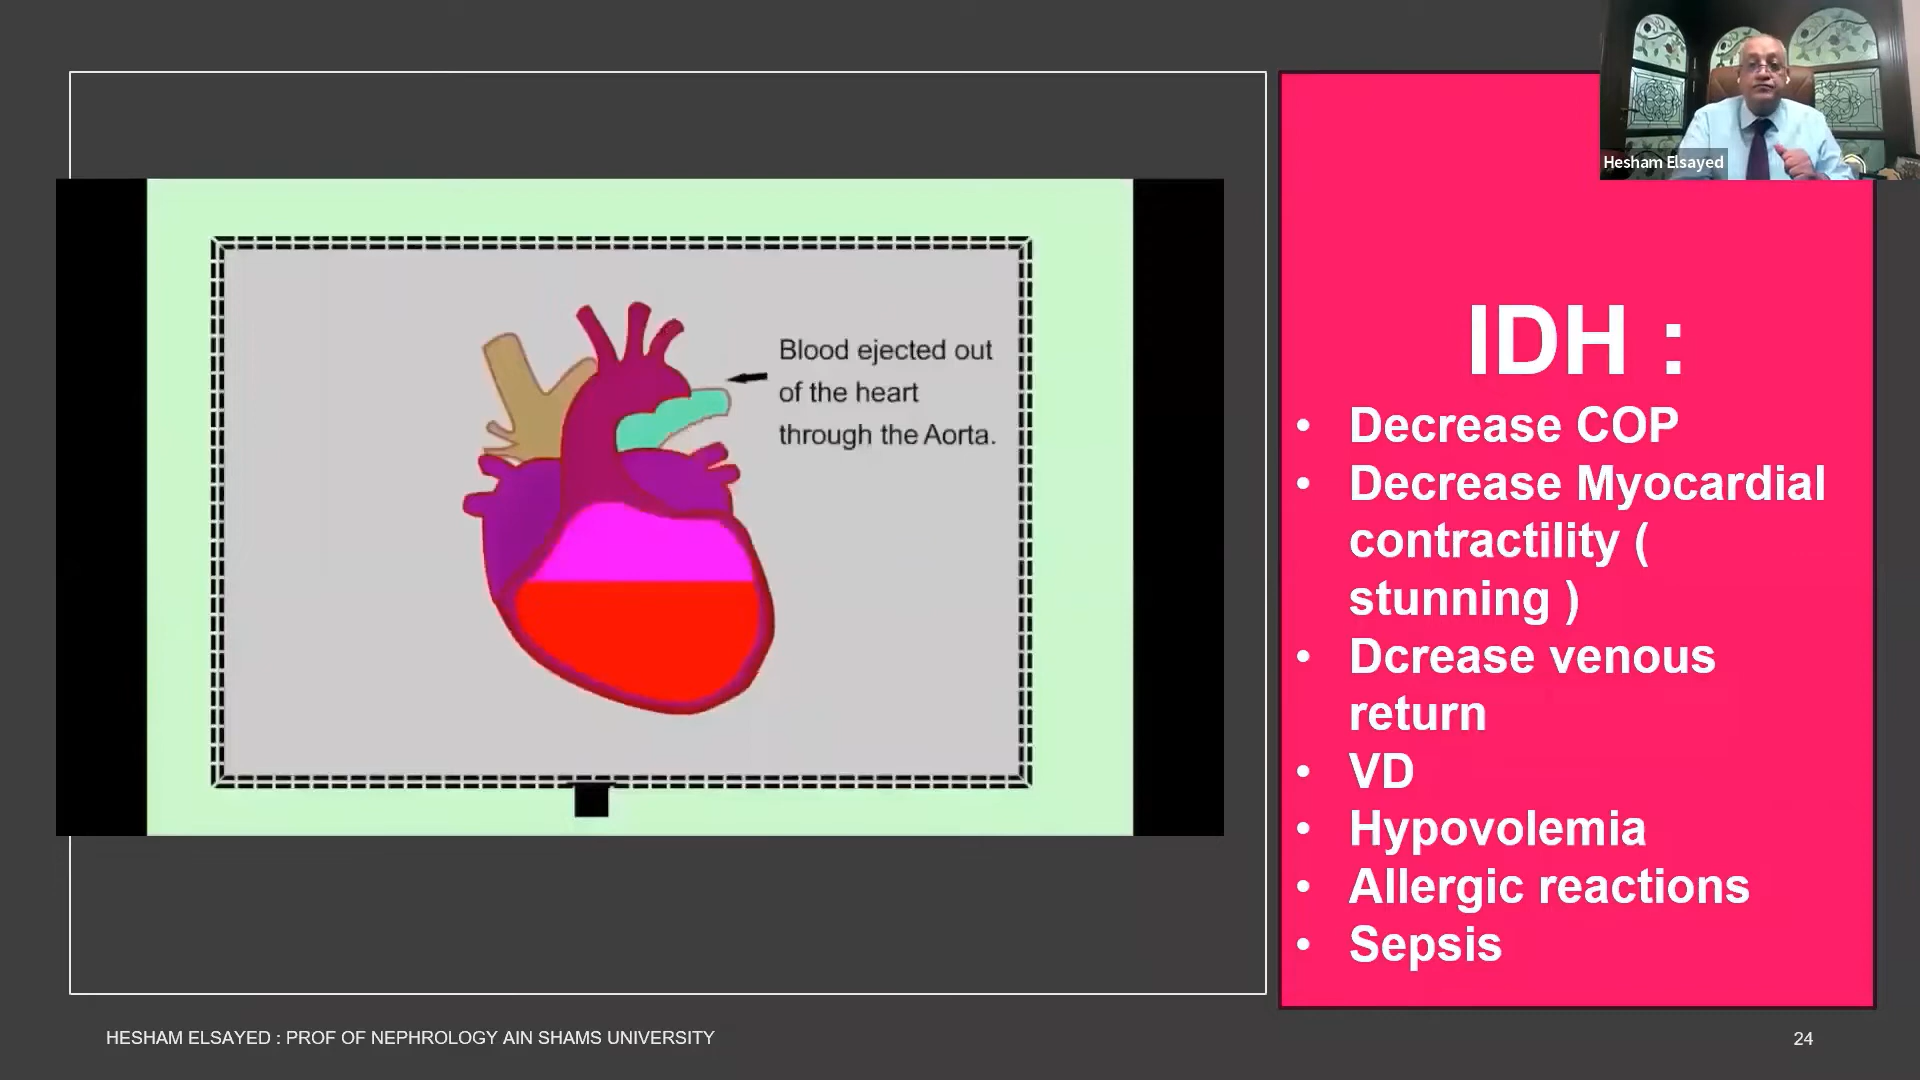 Hesham Elsayed
Blood ejected out
of the heart
through the Aorta.
IDH :
• Decrease COP
• Decrease Myocardial
contractility (
stunning )
• Dcrease venous
return
• VD
• Hypovolemia
• Allergic reactions
• Sepsis
HESHAM ELSAYED : PROF OF NEPHROLOGY AIN SHAMS UNIVERSITY
24